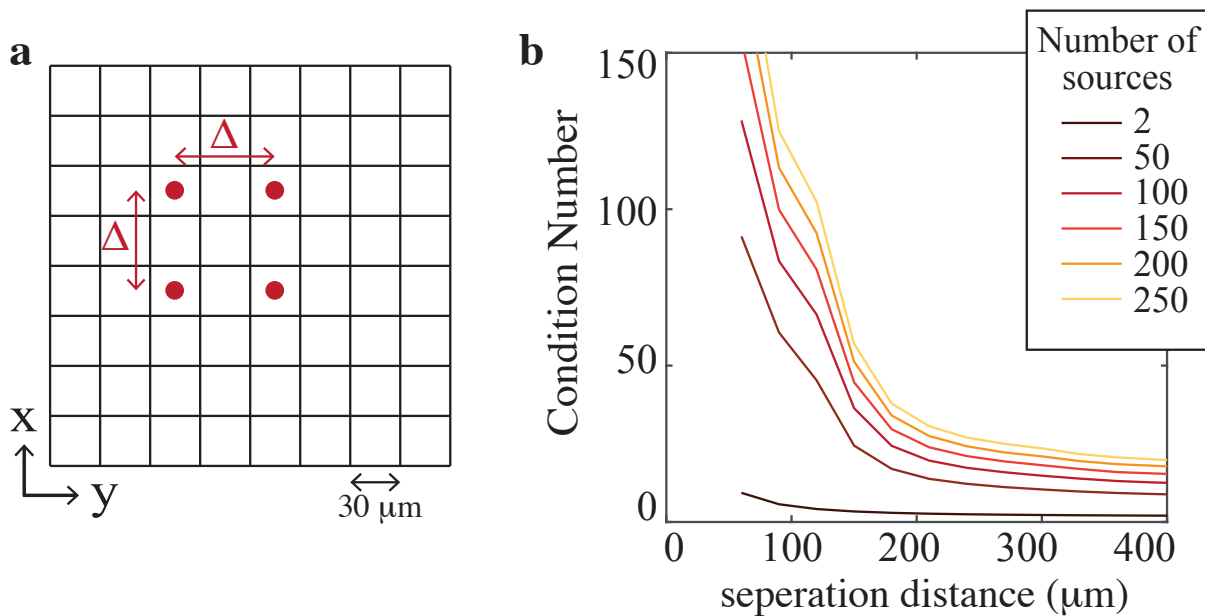 a
Δ
Δ
x
y
30 μm
b
150
100
50
0
Condition Number
0 100 200 300 400
seperation distance (μm)
Number of
sources
2
50
100
150
200
250